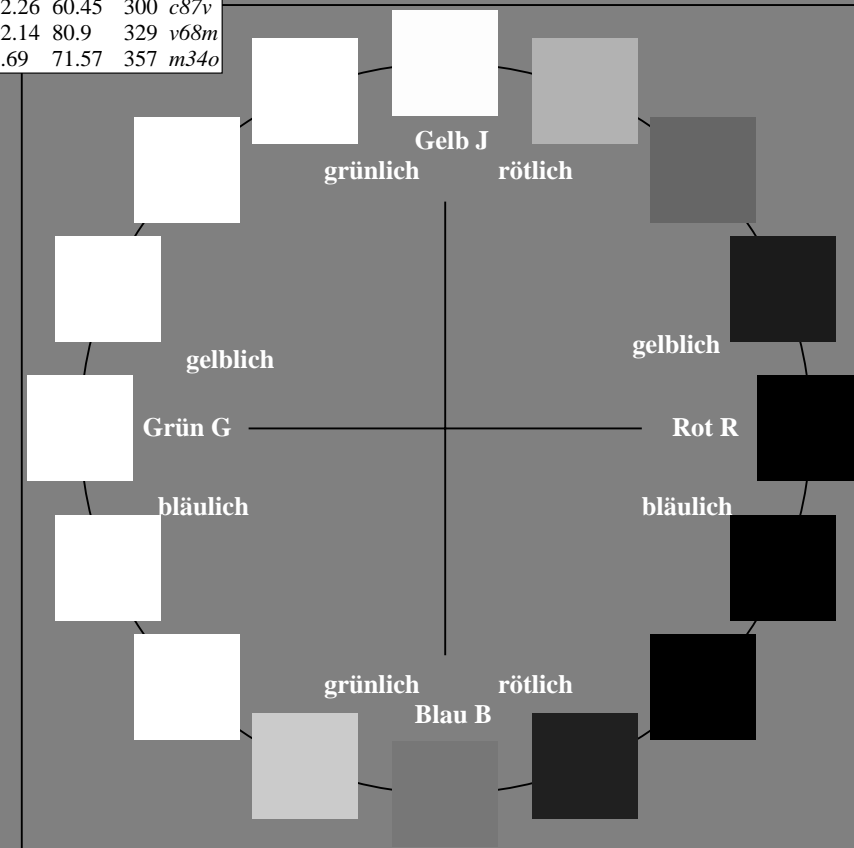 2.26 60.45 300 c87v
2.14 80.9 329 v68m
.69 71.57 357 m34o
Gelb J
grünlich rötlich
gelblich gelblich
Grün G Rot R
bläulich bläulich
grünlich rötlich
Blau B